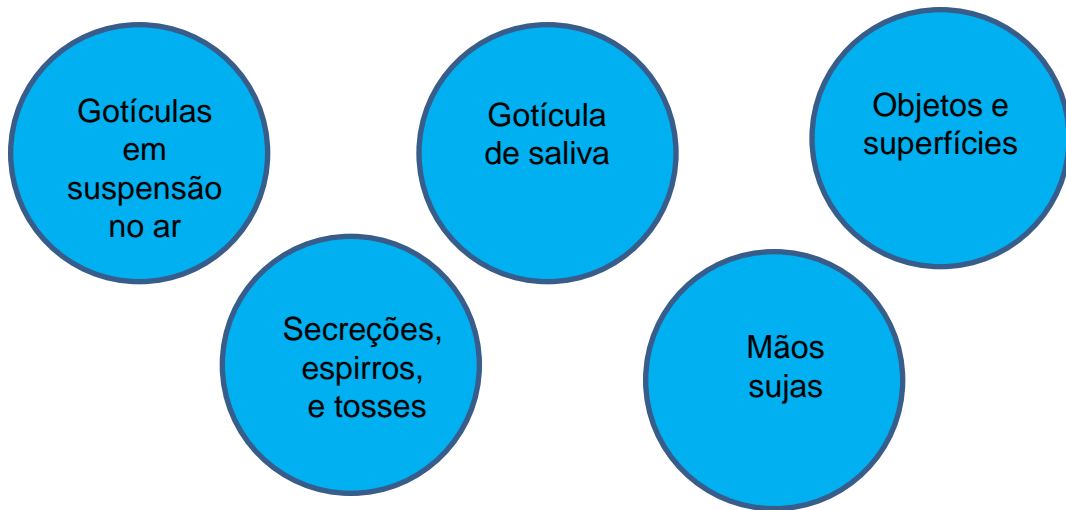 Gotículas
em
suspensão
no ar
Gotícula
de saliva
Objetos e
superfícies
Secreções,
espirros,
e tosses
Mãos
sujas